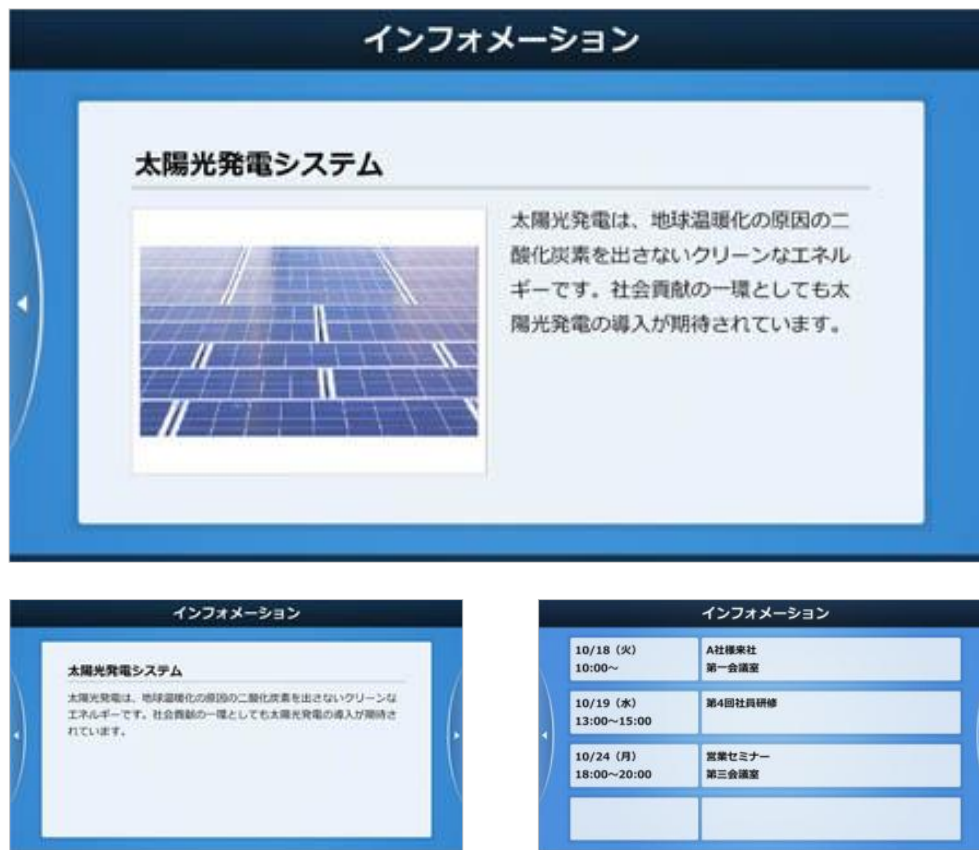 インフォメーション
太陽光発電システム
太陽光発電は、地球温暖化の原因の二
酸化炭素を出さないクリーンなエネル
ギーです。社会貢献の一環としても太
陽光発電の導入が期待されています。
インフォメーション
太陽光発電システム
太陽光発電は、地球温暖化の原因の二酸化炭素を出さないクリーンな
エネルギーです。社会貢献の一環としても太陽光発電の導入が期待さ
れています。
インフォメーション
10/18（火） A社様来社
10:00～ 第一会議室
10/19（水） 第4回社員研修
13:00～15:00
10/24（月） 営業セミナー
18:00～20:00 第三会議室